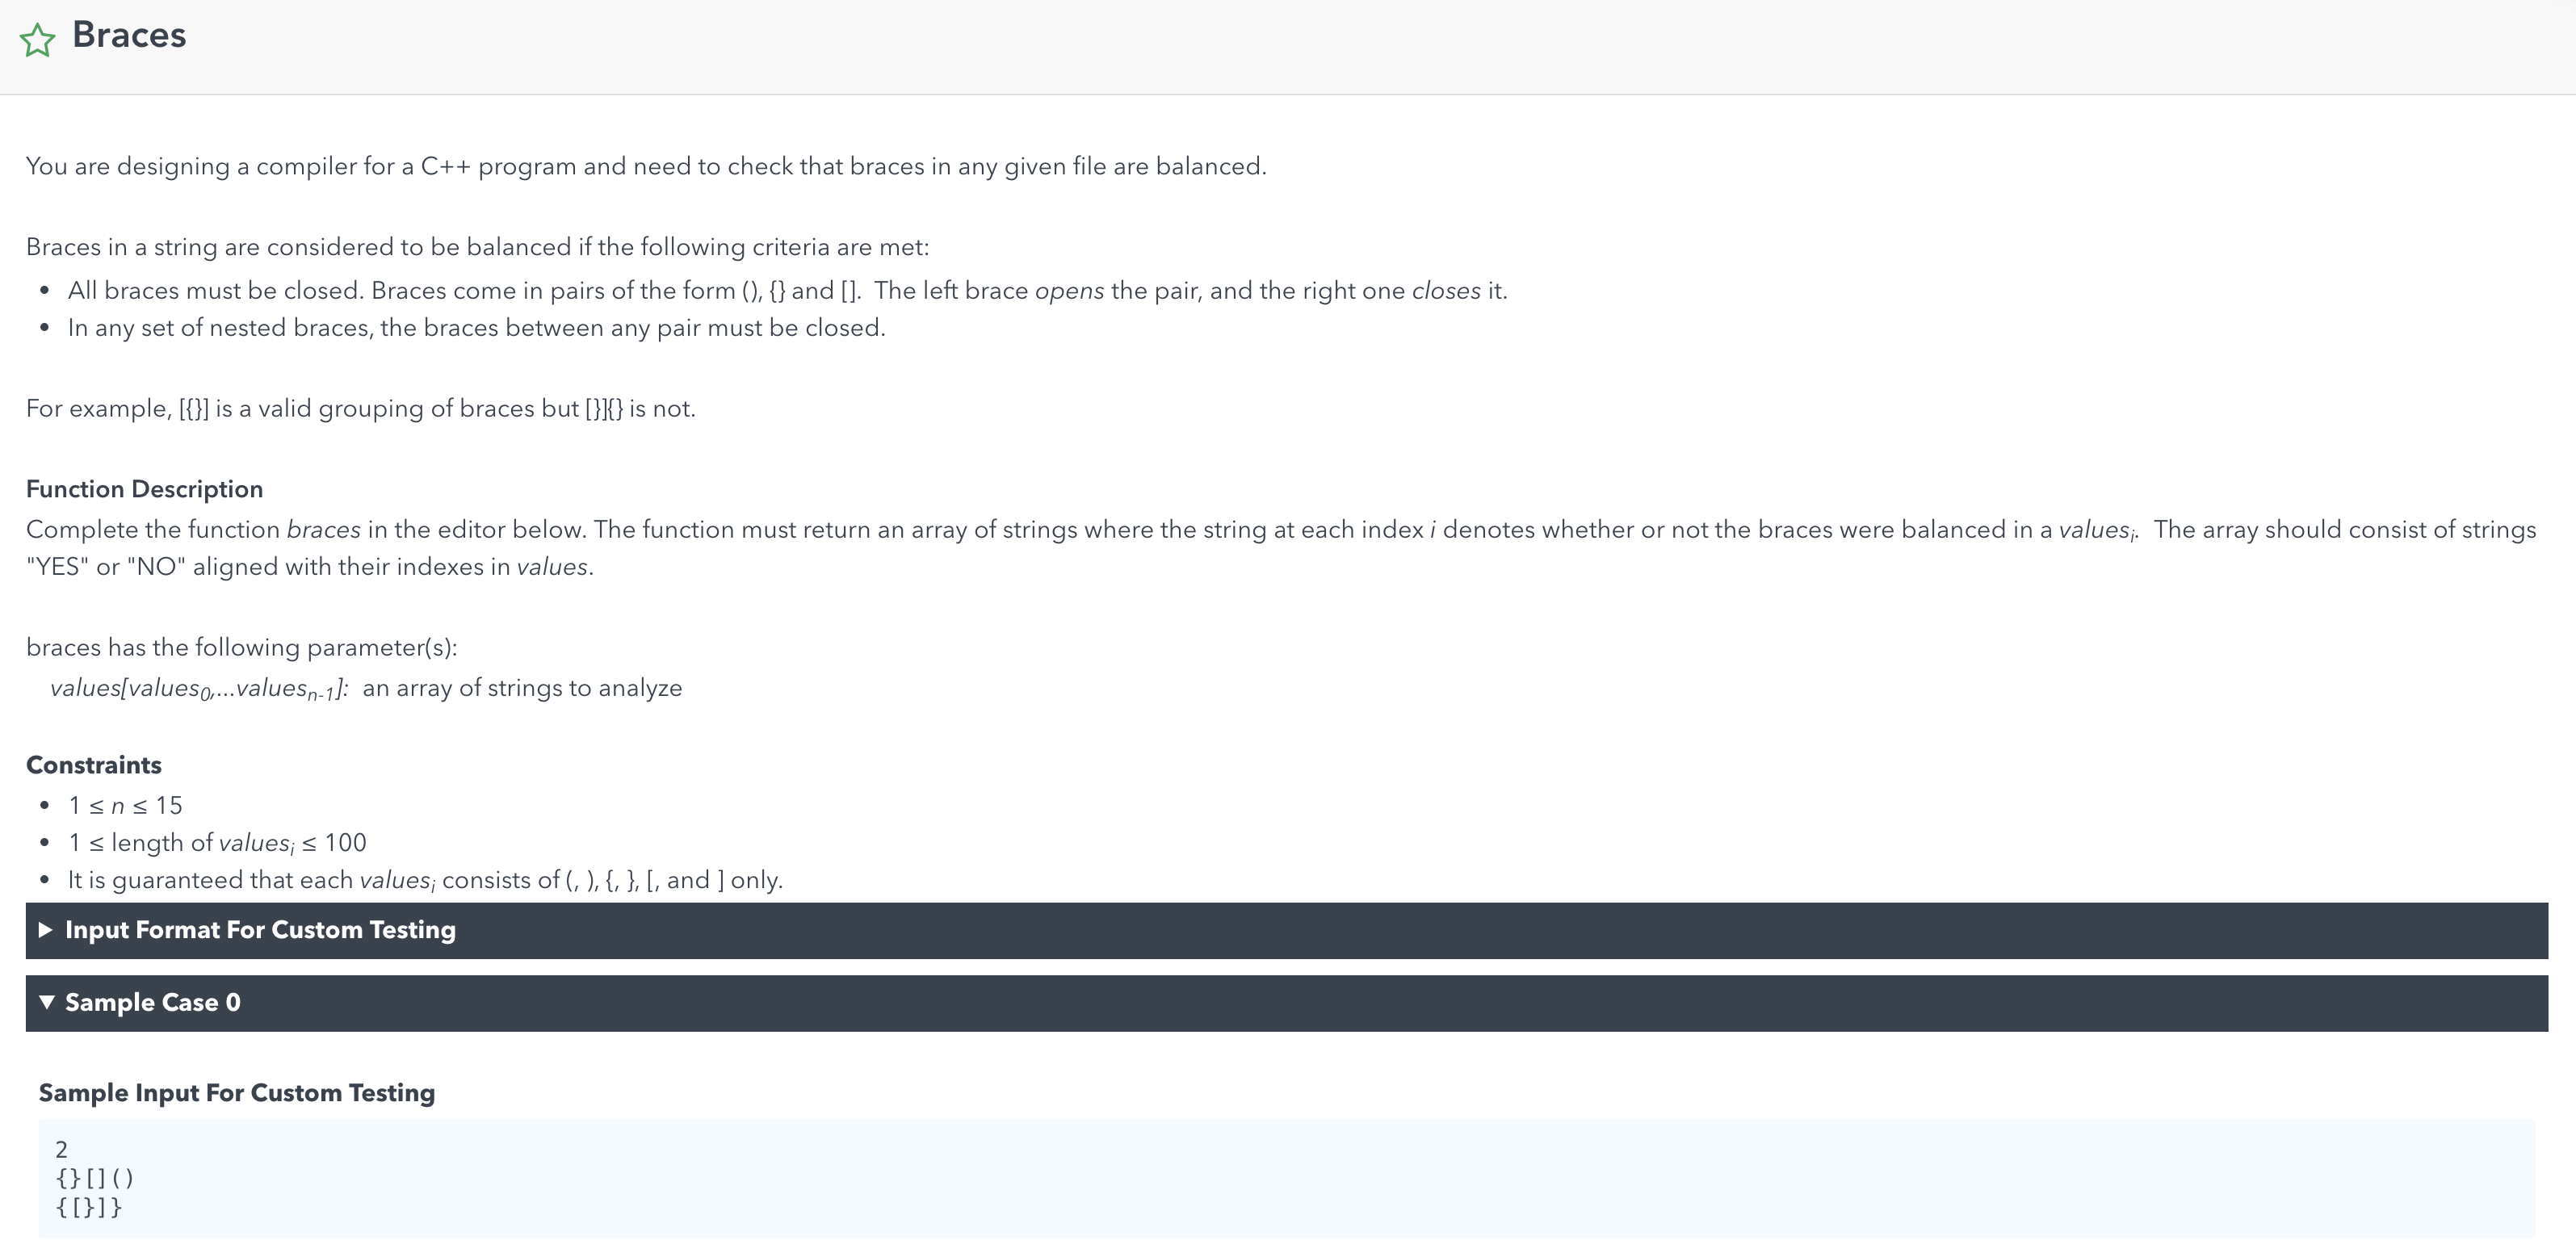 Braces
You are designing a compiler for a C++ program and need to check that braces in any given file are balanced.
Braces in a string are considered to be balanced if the following criteria are met:
• All braces must be closed. Braces come in pairs of the form (), {} and []. The left brace opens the pair, and the right one closes it.
• In any set of nested braces, the braces between any pair must be closed.
For example, [{}] is a valid grouping of braces but [}]{} is not.
Function Description
Complete the function braces in the editor below. The function must return an array of strings where the string at each index i denotes whether or not the braces were balanced in a valuesi. The array should consist of strings
"YES" or "NO" aligned with their indexes in values.
braces has the following parameter(s):
values[values0,...valuesn-1]: an array of strings to analyze
Constraints
• 1 ≤ n ≤ 15
• 1 ≤ length of valuesi ≤ 100
• It is guaranteed that each valuesi consists of (, ), {, }, [, and ] only.
▶ Input Format For Custom Testing
▼ Sample Case 0
Sample Input For Custom Testing
2
{}[]()
{[}]}